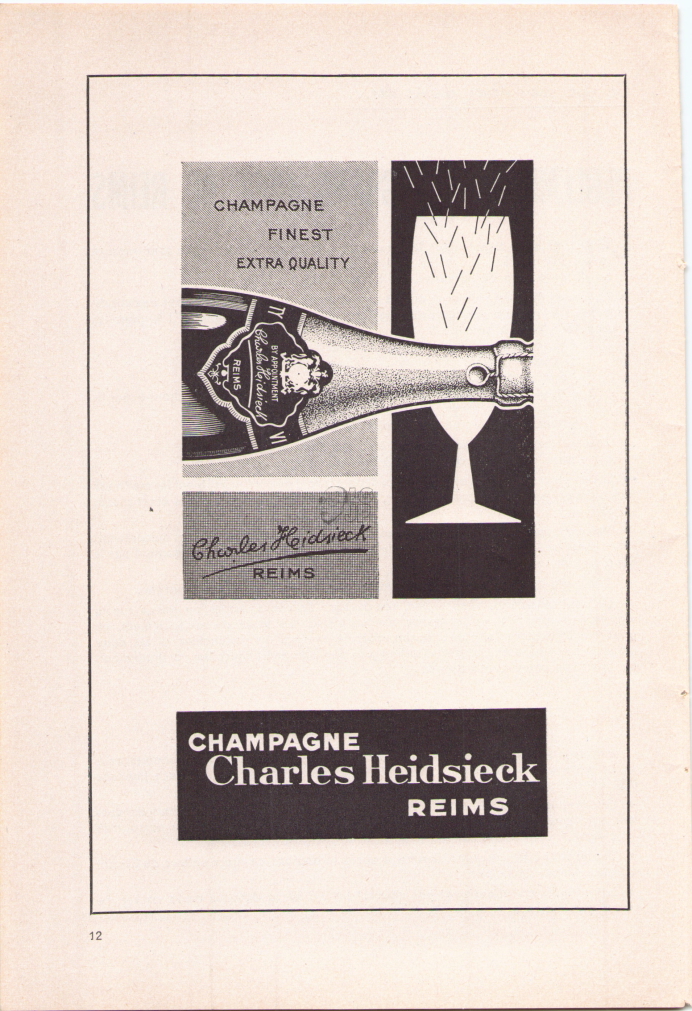 CHAMPAGNE
FINEST
EXTRA QUALITY
BY APPOINTMENT
Charles Heidsieck
REIMS
Charles Heidsieck
REIMS
CHAMPAGNE
Charles Heidsieck
REIMS
12